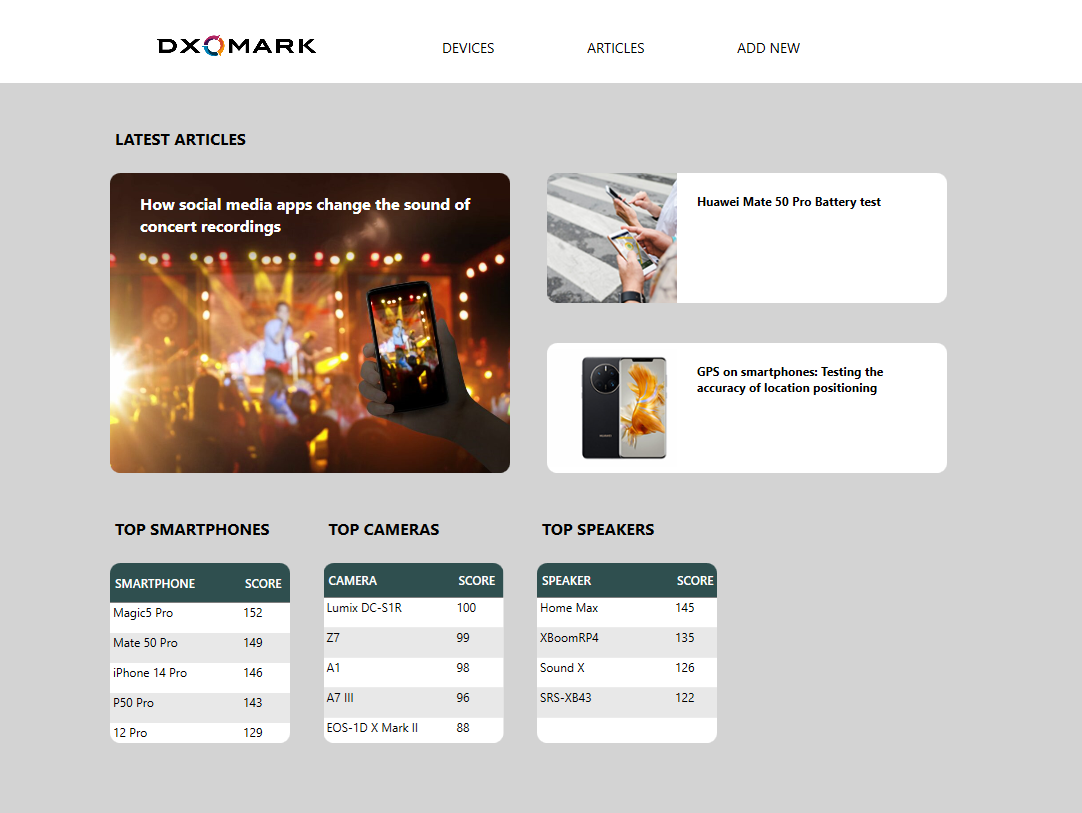 DXOMARK
DEVICES
ARTICLES
ADD NEW
LATEST ARTICLES
How social media apps change the sound of
concert recordings
Huawei Mate 50 Pro Battery test
GPS on smartphones: Testing the
accuracy of location positioning
TOP SMARTPHONES
SMARTPHONE SCORE
Magic5 Pro 152
Mate 50 Pro 149
iPhone 14 Pro 146
P50 Pro 143
12 Pro 129
TOP CAMERAS
CAMERA SCORE
Lumix DC-S1R 100
Z7 99
A1 98
A7 III 96
EOS-1D X Mark II 88
TOP SPEAKERS
SPEAKER SCORE
Home Max 145
XBoomRP4 135
Sound X 126
SRS-XB43 122